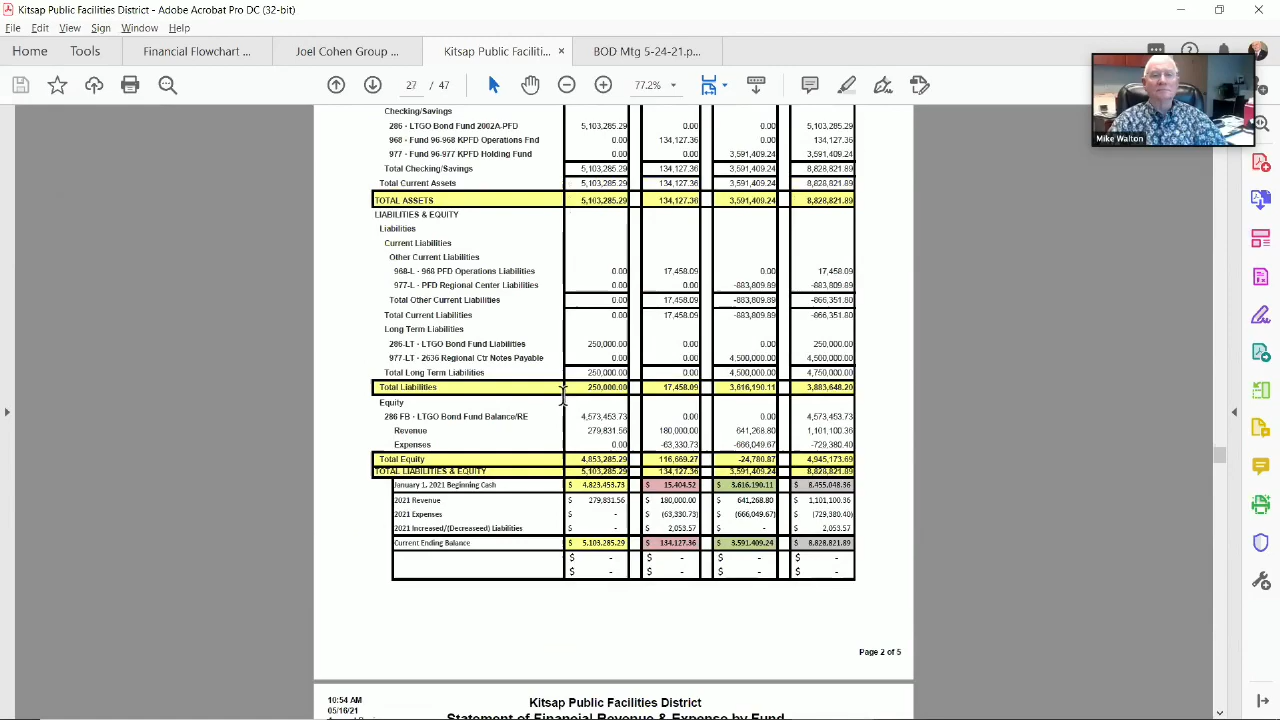 Kitsap Public Facilities District - Adobe Acrobat Pro DC (32-bit)
File Edit View Sign Window Help
Home Tools Financial Flowchart ... Joel Cohen Group ... Kitsap Public Faciliti... × BOD Mtg 5-24-21.p...
27 / 47 77.2%
Mike Walton
Checking/Savings
286 - LTGO Bond Fund 2002A-PFD 5,103,285.29 0.00 0.00 5,103,285.29
968 - Fund 96-968 KPFD Operations Fnd 0.00 134,127.36 0.00 134,127.36
977 - Fund 96-977 KPFD Holding Fund 0.00 0.00 3,591,409.24 3,591,409.24
Total Checking/Savings 5,103,285.29 134,127.36 3,591,409.24 8,828,821.89
Total Current Assets 5,103,285.29 134,127.36 3,591,409.24 8,828,821.89
TOTAL ASSETS 5,103,285.29 134,127.36 3,591,409.24 8,828,821.89
LIABILITIES & EQUITY
Liabilities
Current Liabilities
Other Current Liabilities
968-L - 968 PFD Operations Liabilities 0.00 17,458.09 0.00 17,458.09
977-L - PFD Regional Center Liabilities 0.00 0.00 -883,809.89 -883,809.89
Total Other Current Liabilities 0.00 17,458.09 -883,809.89 -866,351.80
Total Current Liabilities 0.00 17,458.09 -883,809.89 -866,351.80
Long Term Liabilities
286-LT - LTGO Bond Fund Liabilities 250,000.00 0.00 0.00 250,000.00
977-LT - 2636 Regional Ctr Notes Payable 0.00 0.00 4,500,000.00 4,500,000.00
Total Long Term Liabilities 250,000.00 0.00 4,500,000.00 4,750,000.00
Total Liabilities 250,000.00 17,458.09 3,616,190.11 3,883,648.20
Equity
286 FB - LTGO Bond Fund Balance/RE 4,573,453.73 0.00 0.00 4,573,453.73
Revenue 279,831.56 180,000.00 641,268.80 1,101,100.36
Expenses 0.00 -63,330.73 -666,049.67 -729,380.40
Total Equity 4,853,285.29 116,669.27 -24,780.87 4,945,173.69
TOTAL LIABILITIES & EQUITY 5,103,285.29 134,127.36 3,591,409.24 8,828,821.89
January 1, 2021 Beginning Cash $ 4,823,453.73 $ 15,404.52 $ 3,616,190.11 $ 8,455,048.36
2021 Revenue $ 279,831.56 $ 180,000.00 $ 641,268.80 $ 1,101,100.36
2021 Expenses $ - $ (63,330.73) $ (666,049.67) $ (729,380.40)
2021 Increased/(Decreaseed) Liabilities $ - $ 2,053.57 $ - $ 2,053.57
Current Ending Balance $ 5,103,285.29 $ 134,127.36 $ 3,591,409.24 $ 8,828,821.89
$ - $ - $ - $ -
$ - $ - $ - $ -
Page 2 of 5
10:54 AM
Kitsap Public Facilities District
05/16/21
Statement of Financial Revenue & Expense by Fund